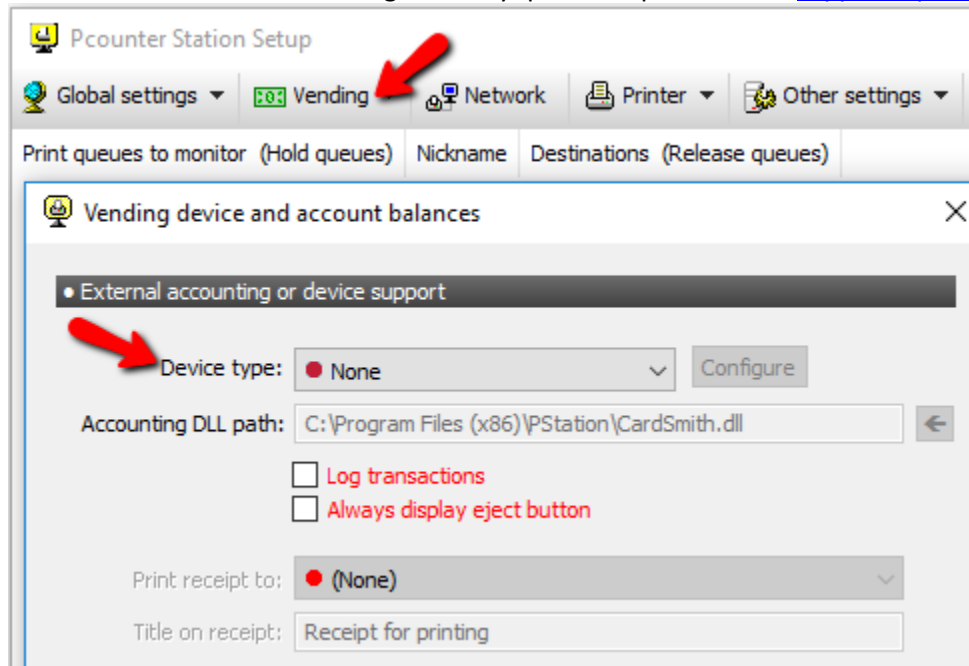 Pcounter Station Setup
Global settings Vending Network Printer Other settings
Print queues to monitor (Hold queues) Nickname Destinations (Release queues)
Vending device and account balances
• External accounting or device support
Device type: None Configure
Accounting DLL path: C:\Program Files (x86)\PStation\CardSmith.dll
Log transactions
Always display eject button
Print receipt to: (None)
Title on receipt: Receipt for printing